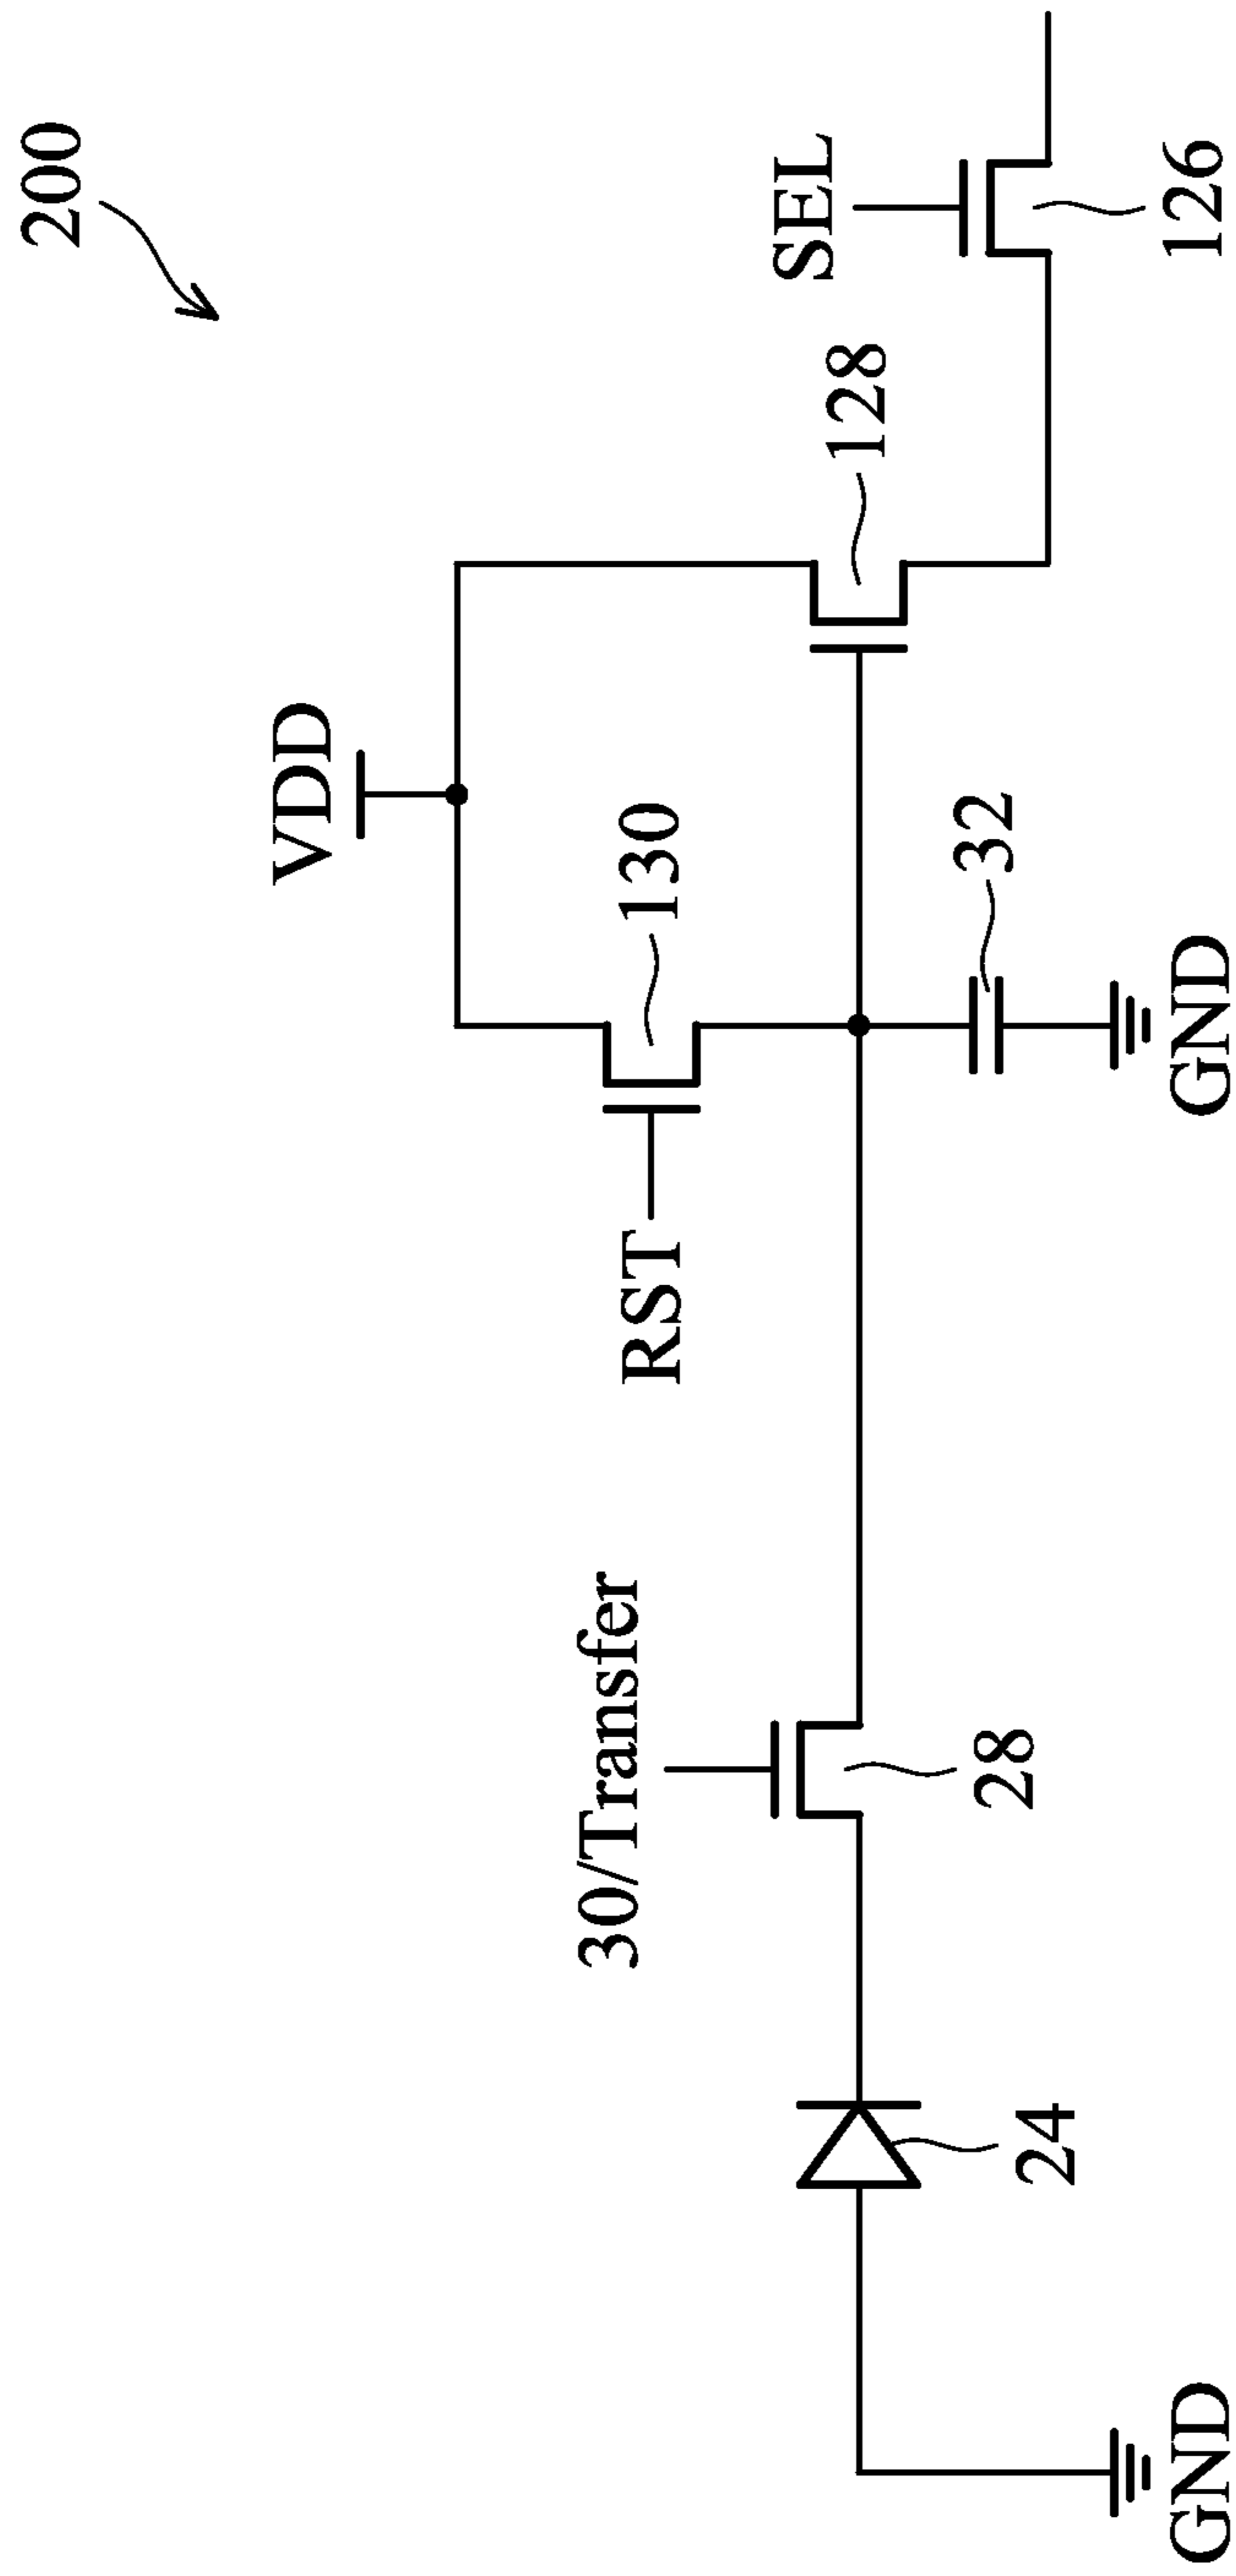 200
VDD
SEL
130
128
RST
30/Transfer
32
126
28
24
GND
GND